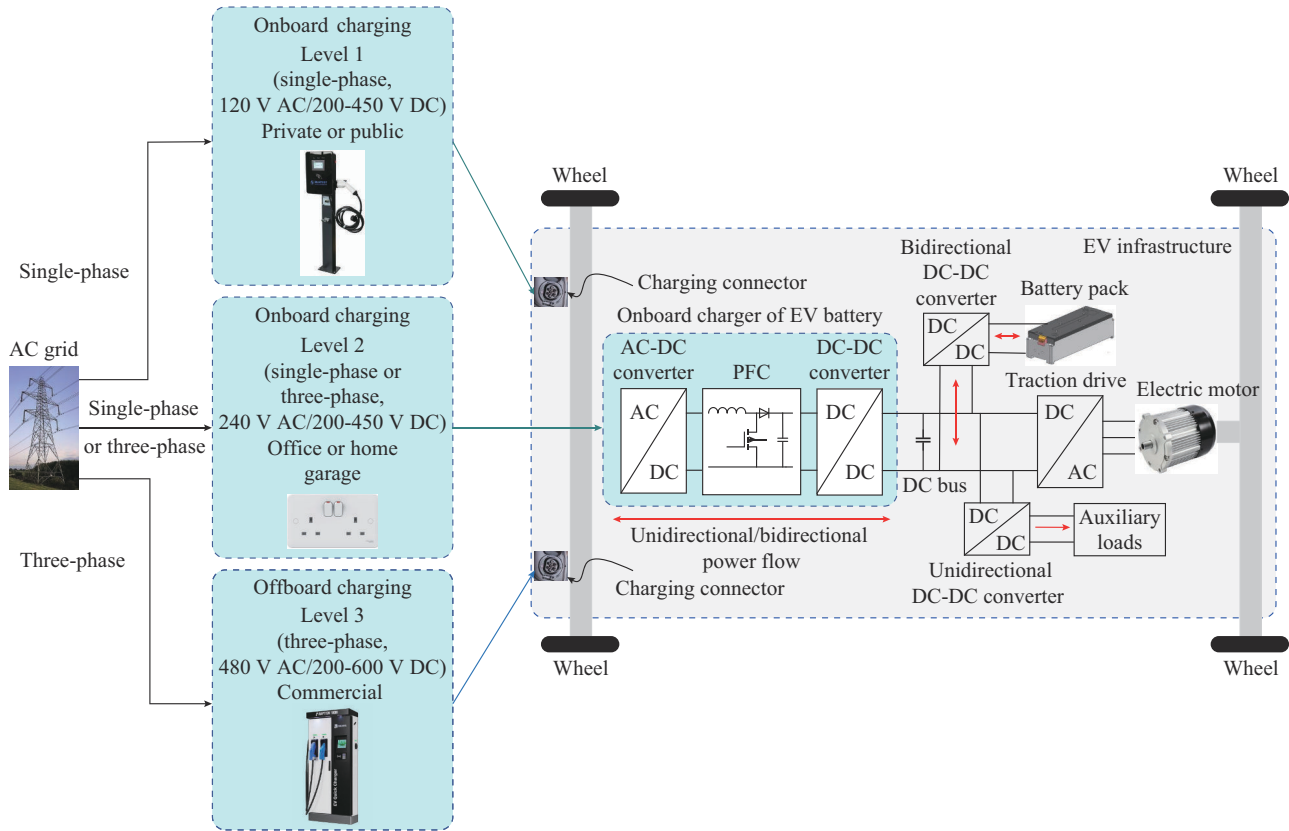 Onboard charging
Level 1
(single-phase,
120 V AC/200-450 V DC)
Private or public
Single-phase
Onboard charging
Level 2
(single-phase or
three-phase,
240 V AC/200-450 V DC)
Office or home
garage
AC grid
Single-phase
or three-phase
Three-phase
Offboard charging
Level 3
(three-phase,
480 V AC/200-600 V DC)
Commercial
EV Quick Charger
Wheel
Wheel
EV infrastructure
Charging connector
Bidirectional
DC-DC
converter
Battery pack
DC
DC
Onboard charger of EV battery
AC-DC
converter
PFC
DC-DC
converter
AC
DC
DC
DC
Traction drive
Electric motor
DC
AC
DC bus
Unidirectional/bidirectional
power flow
DC
DC
Auxiliary
loads
Unidirectional
DC-DC converter
Charging connector
Wheel
Wheel